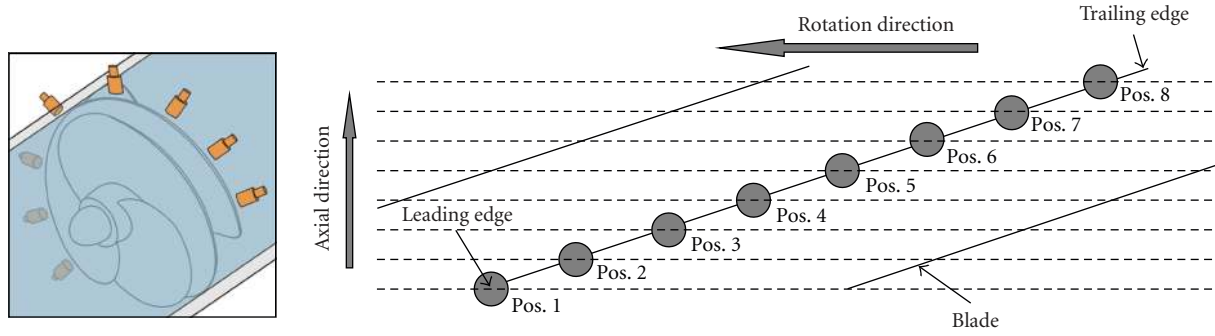 Trailing edge
Rotation direction
Axial direction
Leading edge
Pos. 8
Pos. 7
Pos. 6
Pos. 5
Pos. 4
Pos. 3
Pos. 2
Pos. 1
Blade